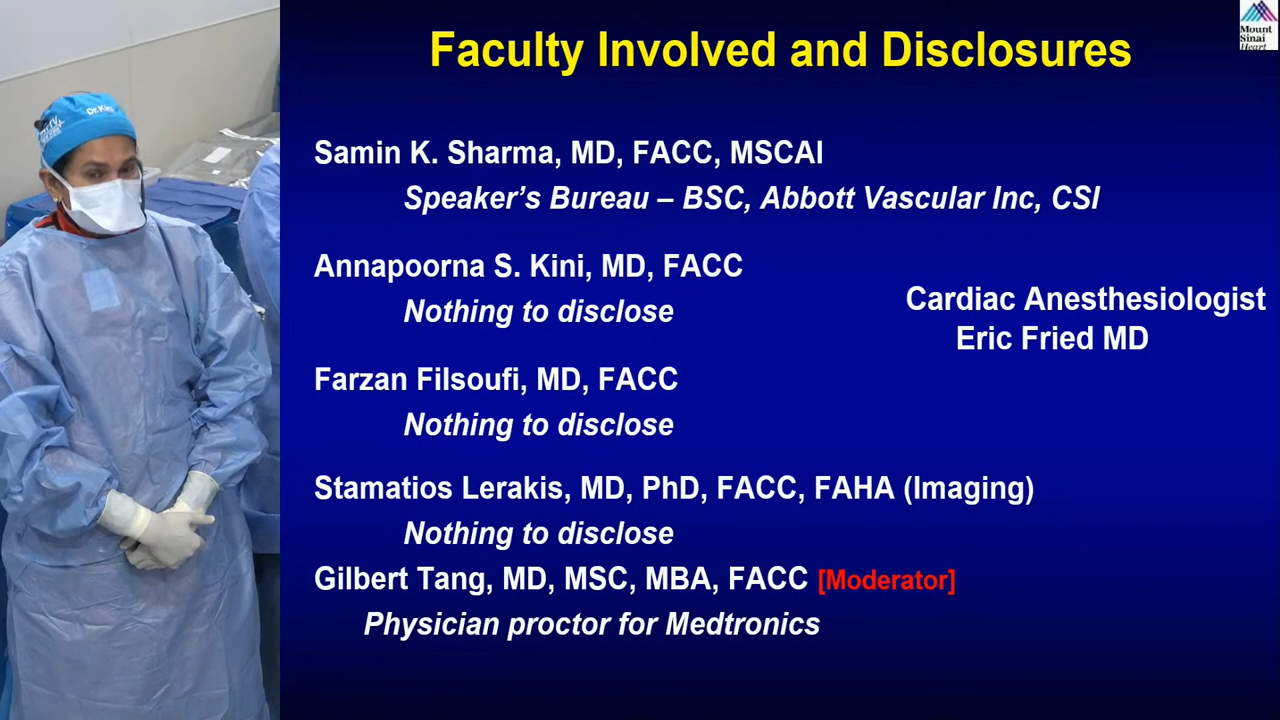 Faculty Involved and Disclosures
Mount
Sinai
Heart
Dr.Kini
Samin K. Sharma, MD, FACC, MSCAI
Speaker's Bureau – BSC, Abbott Vascular Inc, CSI
Annapoorna S. Kini, MD, FACC
Nothing to disclose
Cardiac Anesthesiologist
Eric Fried MD
Farzan Filsoufi, MD, FACC
Nothing to disclose
Stamatios Lerakis, MD, PhD, FACC, FAHA (Imaging)
Nothing to disclose
Gilbert Tang, MD, MSC, MBA, FACC [Moderator]
Physician proctor for Medtronics